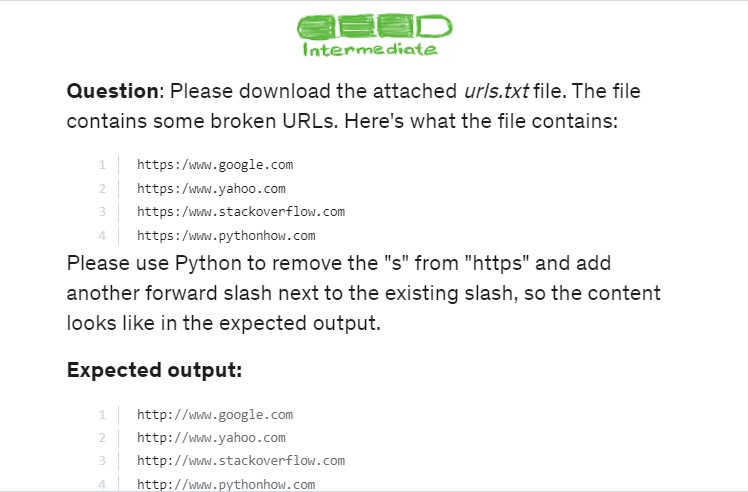 Intermediate
Question: Please download the attached urls.txt file. The file
contains some broken URLs. Here's what the file contains:
1 https:/www.google.com
2 https:/www.yahoo.com
3 https:/www.stackoverflow.com
4 https:/www.pythonhow.com
Please use Python to remove the "s" from "https" and add
another forward slash next to the existing slash, so the content
looks like in the expected output.
Expected output:
1 http://www.google.com
2 http://www.yahoo.com
3 http://www.stackoverflow.com
4 http://www.pythonhow.com